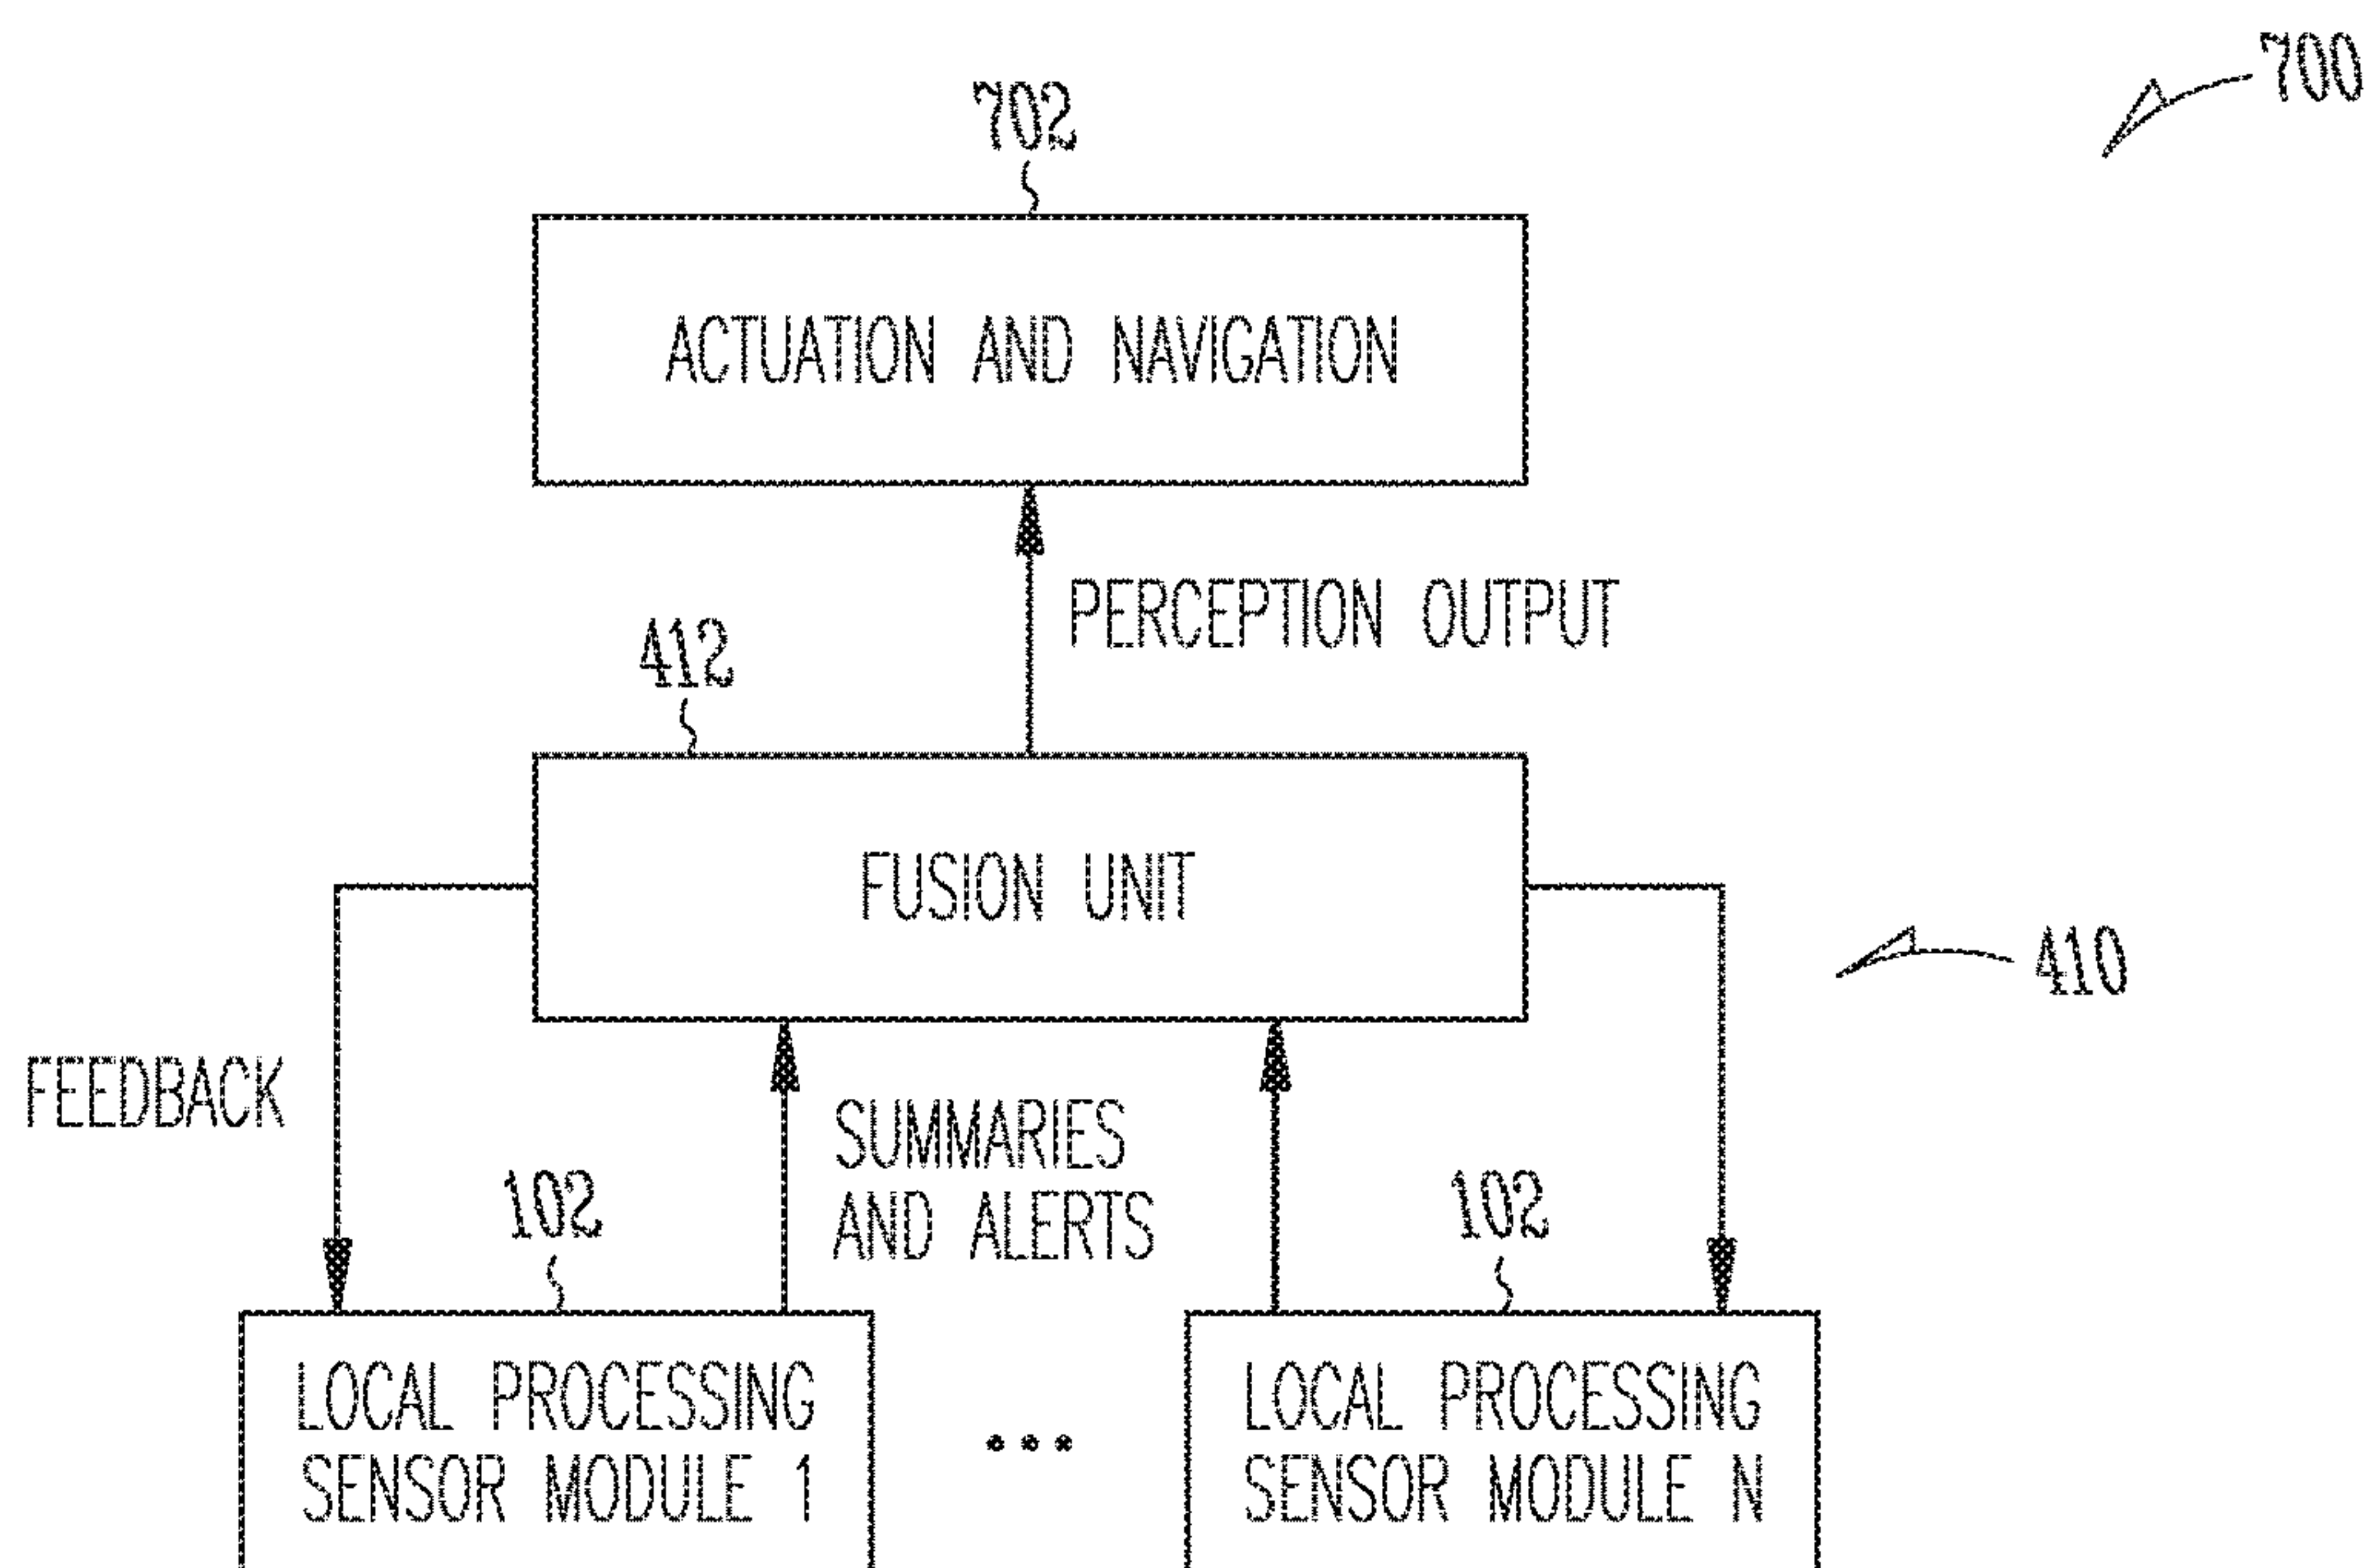 700
702
ACTUATION AND NAVIGATION
PERCEPTION OUTPUT
412
FUSION UNIT
410
FEEDBACK
SUMMARIES
AND ALERTS
102
102
LOCAL PROCESSING
SENSOR MODULE 1
LOCAL PROCESSING
SENSOR MODULE N